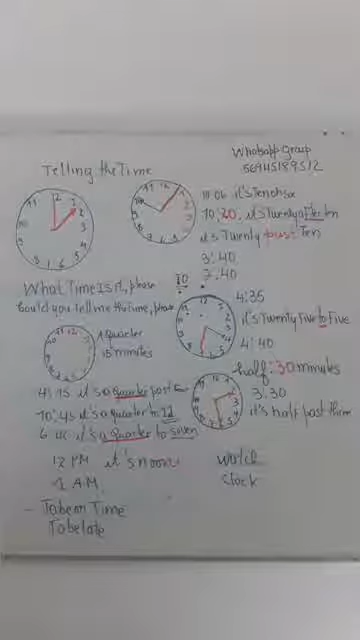 Whatsapp Group
56945189512
Telling the Time
10:06 it's Ten oh six
10:20, it's Twenty after ten
it's Twenty past Ten
3:40
7:40
What Time Is it, please
Could you tell me the Time, please
4:35
it's Twenty Five to Five
4:40
A Quarter
15 minutes
half: 30 minutes
3:30
it's half past Three
4:15 it's a quarter past
10:45 it's a quarter to 11
it's a quarter to seven
12 PM it's noon
1 A.M
Watch
Clock
- To be on Time
To be late